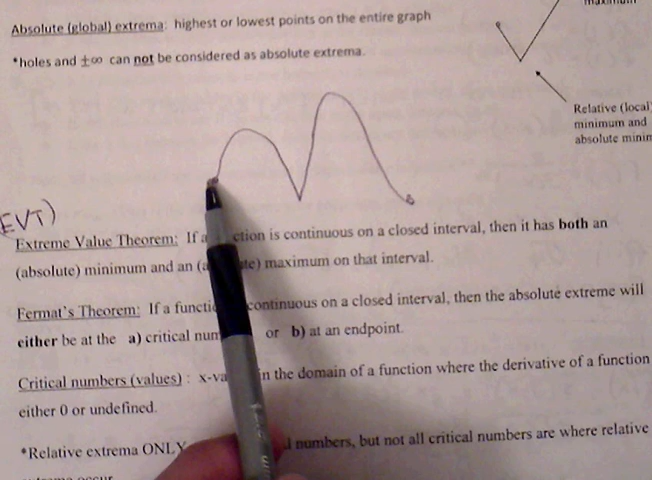 maximum
Absolute (global) extrema: highest or lowest points on the entire graph
*holes and ±∞ can not be considered as absolute extrema.
Relative (local)
minimum and
absolute minim
EVT)
Extreme Value Theorem: If a ction is continuous on a closed interval, then it has both an
(absolute) minimum and an (a te) maximum on that interval.
Fermat's Theorem: If a functi continuous on a closed interval, then the absolute extreme will
either be at the a) critical num or b) at an endpoint.
Critical numbers (values) : x-va in the domain of a function where the derivative of a function
either 0 or undefined.
*Relative extrema ONLY l numbers, but not all critical numbers are where relative
occur